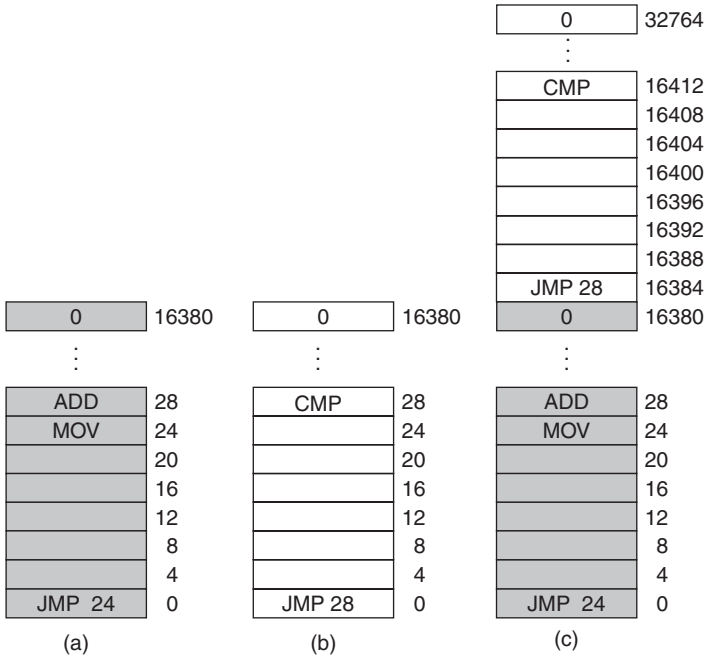 0 32764
CMP 16412
16408
16404
16400
16396
16392
16388
JMP 28 16384
0 16380 0 16380 0 16380
ADD 28 CMP 28 ADD 28
MOV 24 24 MOV 24
20 20 20
16 16 16
12 12 12
8 8 8
4 4 4
JMP 24 0 JMP 28 0 JMP 24 0
(a) (b) (c)